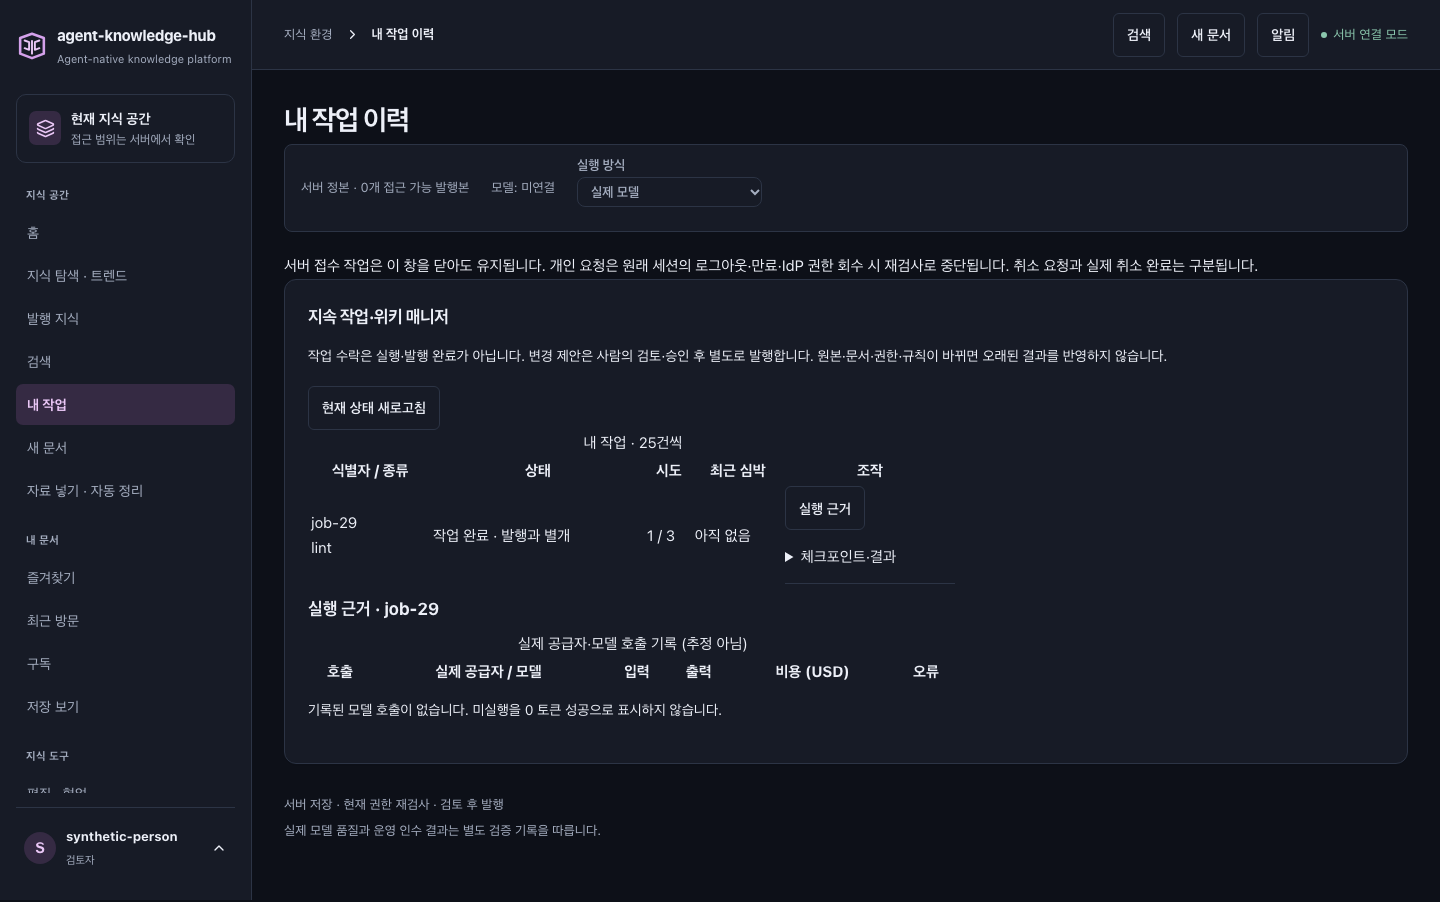 agent-knowledge-hub
Agent-native knowledge platform
현재 지식 공간
접근 범위는 서버에서 확인
지식 공간
홈
지식 탐색 · 트렌드
발행 지식
검색
내 작업
새 문서
자료 넣기 · 자동 정리
내 문서
즐겨찾기
최근 방문
구독
저장 보기
지식 도구
편집 · 협업
S
synthetic-person
검토자
지식 환경
내 작업 이력
검색
새 문서
알림
서버 연결 모드
내 작업 이력
서버 정본 · 0개 접근 가능 발행본
모델: 미연결
실행 방식
실제 모델
서버 접수 작업은 이 창을 닫아도 유지됩니다. 개인 요청은 원래 세션의 로그아웃·만료·IdP 권한 회수 시 재검사로 중단됩니다. 취소 요청과 실제 취소 완료는 구분됩니다.
지속 작업·위키 매니저
작업 수락은 실행·발행 완료가 아닙니다. 변경 제안은 사람의 검토·승인 후 별도로 발행합니다. 원본·문서·권한·규칙이 바뀌면 오래된 결과를 반영하지 않습니다.
현재 상태 새로고침
내 작업 · 25건씩
식별자 / 종류 상태 시도 최근 심박 조작
job-29
lint
작업 완료 · 발행과 별개
1 / 3
아직 없음
실행 근거
체크포인트·결과
실행 근거 · job-29
실제 공급자·모델 호출 기록 (추정 아님)
호출 실제 공급자 / 모델 입력 출력 비용 (USD) 오류
기록된 모델 호출이 없습니다. 미실행을 0 토큰 성공으로 표시하지 않습니다.
서버 저장 · 현재 권한 재검사 · 검토 후 발행
실제 모델 품질과 운영 인수 결과는 별도 검증 기록을 따릅니다.